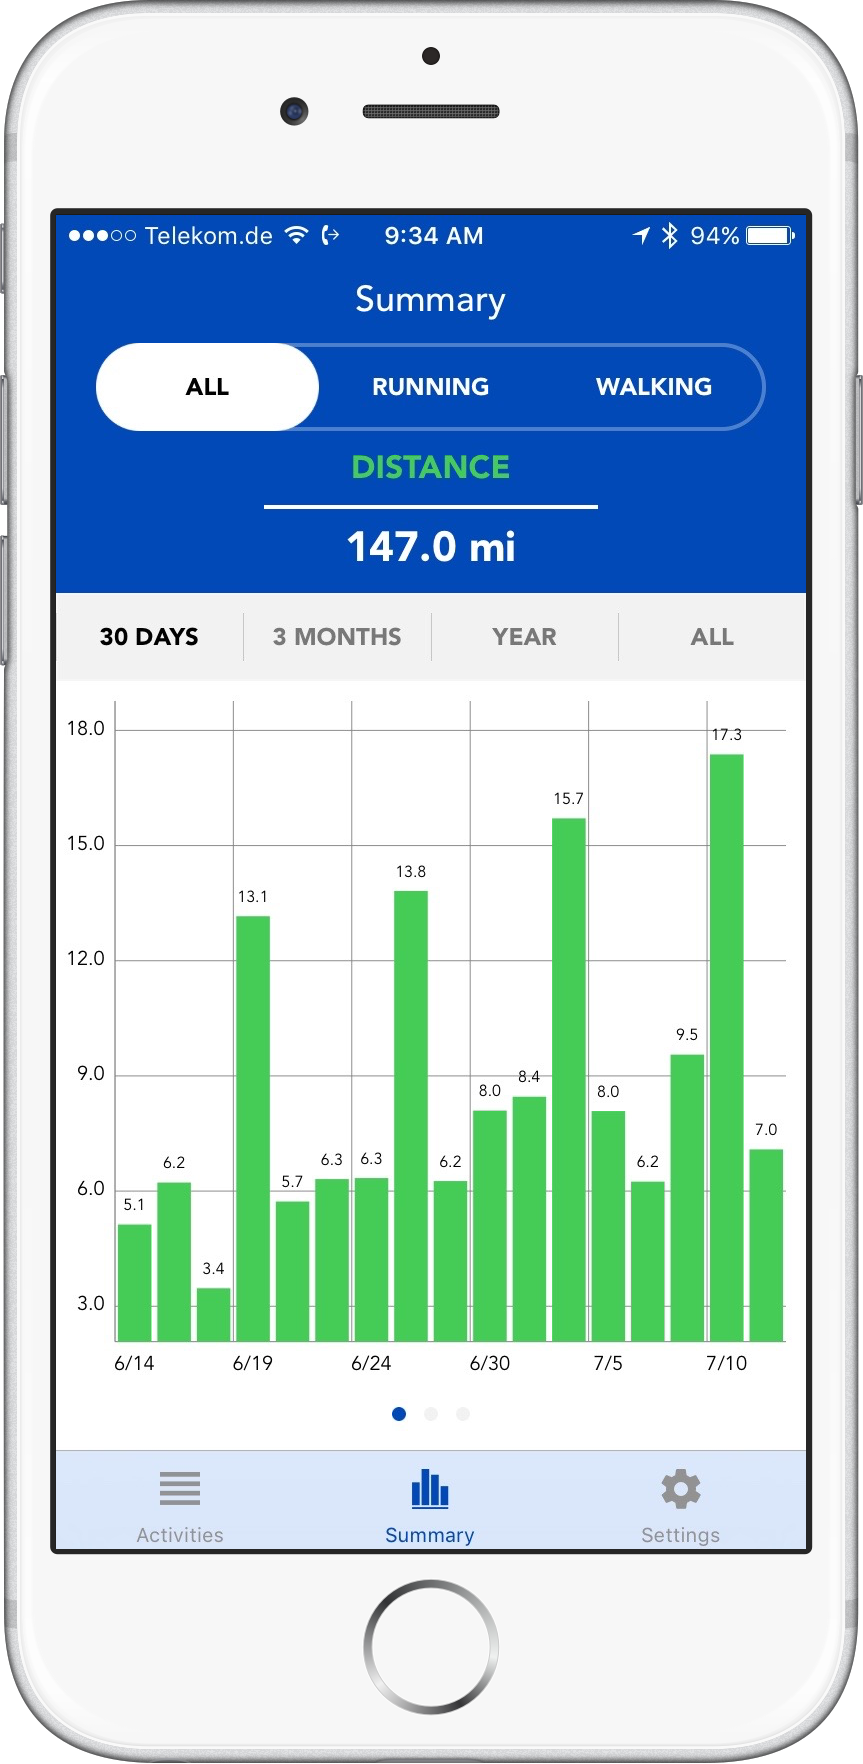 Telekom.de 9:34 AM 94%
Summary
ALL RUNNING WALKING
DISTANCE
147.0 mi
30 DAYS 3 MONTHS YEAR ALL
18.0
17.3
15.7
15.0
13.8
13.1
12.0
9.5
9.0
8.4
8.0
8.0
7.0
6.2
6.3
6.3
6.2
6.2
5.7
6.0
5.1
3.4
3.0
6/14 6/19 6/24 6/30 7/5 7/10
Activities Summary Settings